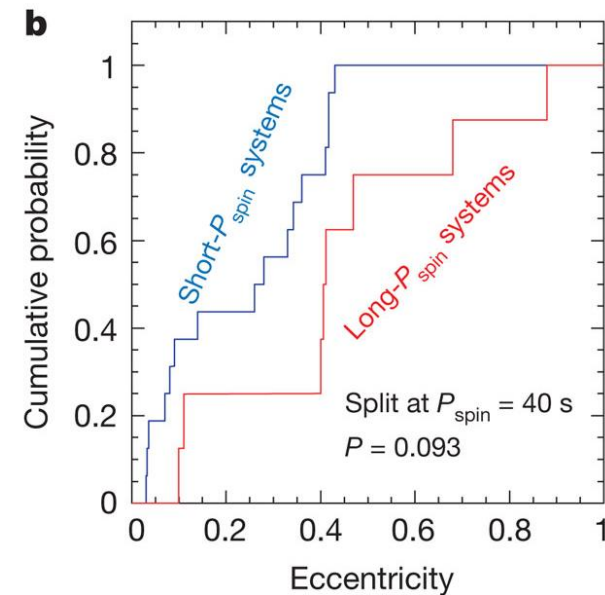 b
Cumulative probability
1
0.8
0.6
0.4
0.2
0
Short-P spin systems
Long-P spin systems
Split at P spin = 40 s
P = 0.093
0 0.2 0.4 0.6 0.8 1
Eccentricity